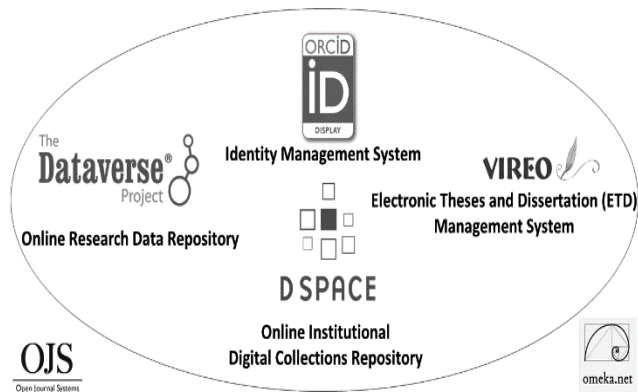 ORCID
iD
DISPLAY
Identity Management System
The
Dataverse®
Project
Online Research Data Repository
VIREO
Electronic Theses and Dissertation (ETD)
Management System
D SPACE
Online Institutional
Digital Collections Repository
OJS
Open Journal Systems
omeka.net